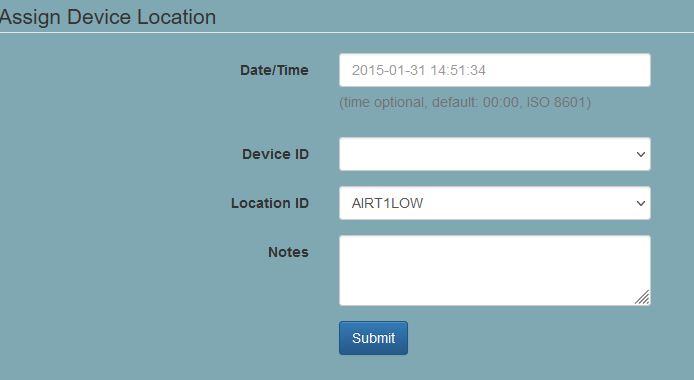 Assign Device Location
Date/Time
2015-01-31 14:51:34
(time optional, default: 00:00, ISO 8601)
Device ID
Location ID
AIRT1LOW
Notes
Submit